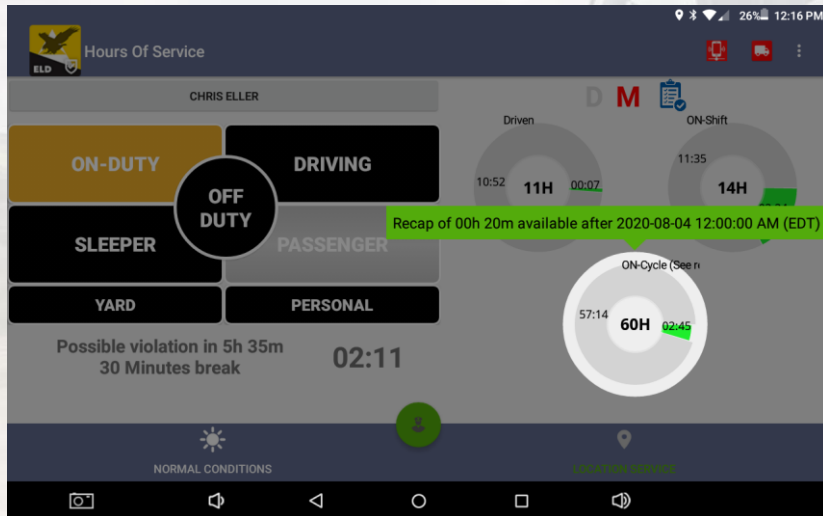 26% 12:16 PM
ELD
Hours Of Service
CHRIS ELLER
D M
ON-DUTY
DRIVING
OFF
DUTY
SLEEPER
PASSENGER
YARD
PERSONAL
Possible violation in 5h 35m
30 Minutes break
02:11
Driven
10:52
11H
00:07
ON-Shift
11:35
14H
Recap of 00h 20m available after 2020-08-04 12:00:00 AM (EDT)
ON-Cycle (See
57:14
60H
02:45
NORMAL CONDITIONS
LOCATION SERVICE